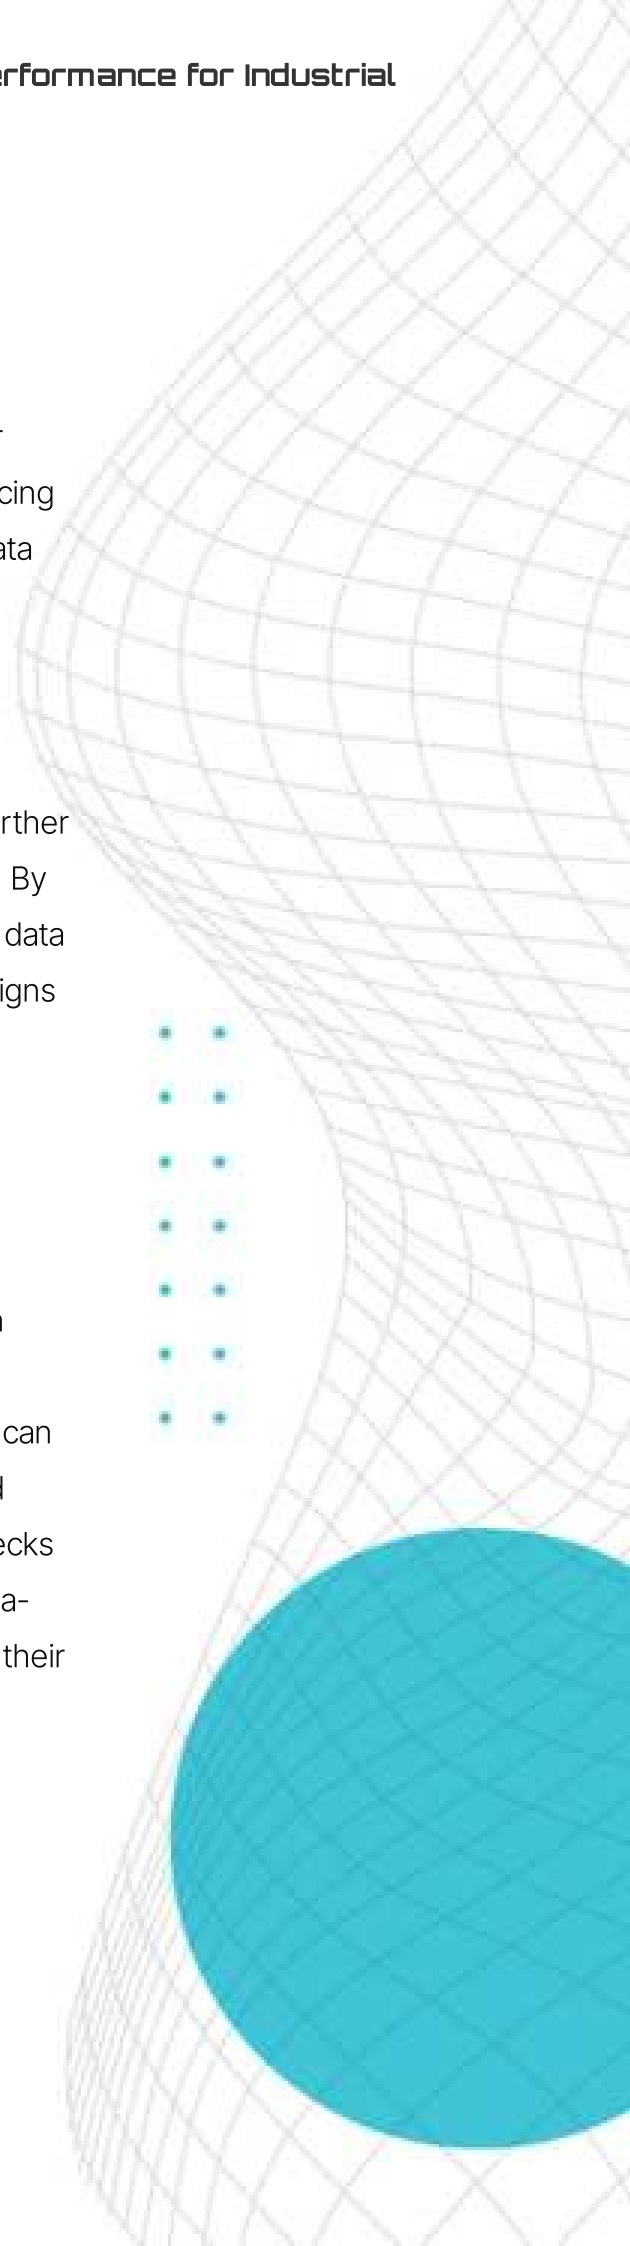 erformance for Industrial
cing
ata
rther
By
data
igns
can
ecks
a-
their